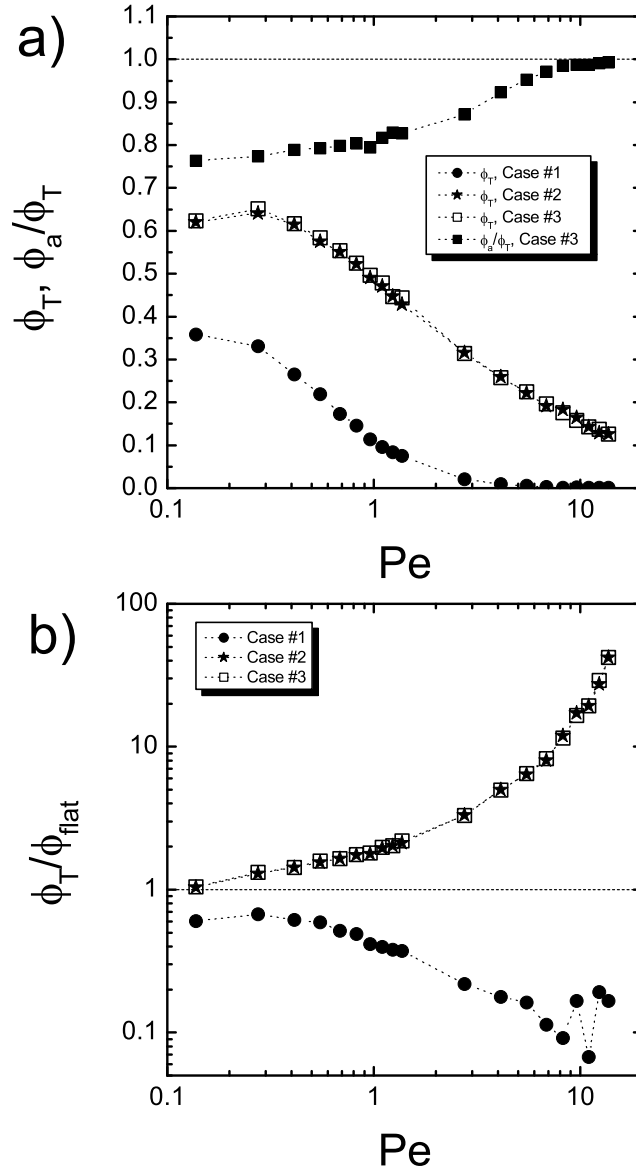 a)
1.0
0.9
0.8
0.7
0.6
0.5
0.4
0.3
0.2
0.1
0.0
ϕT, ϕa/ϕT
ϕT, Case #1
ϕT, Case #2
ϕT, Case #3
ϕa/ϕT, Case #3
0.1 1 10
Pe
b)
100
10
1
0.1
ϕT/ϕflat
Case #1
Case #2
Case #3
0.1 1 10
Pe